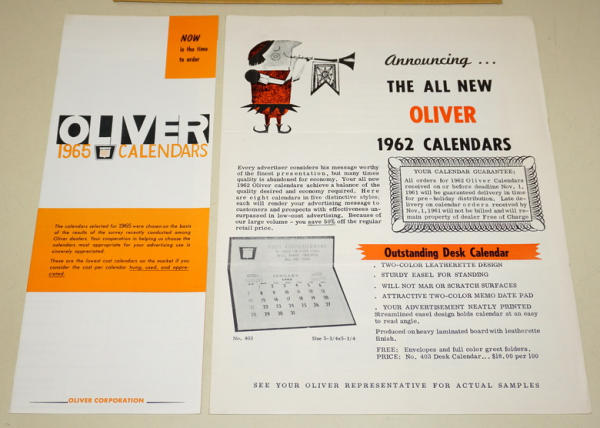 NOW
is the time
to order
OLIVER
1965 CALENDARS
The calendars selected for 1965 were chosen on the basis
of the results of the survey recently conducted among
Oliver dealers. Your cooperation in helping us choose the
calendars most appropriate for your advertising use is
sincerely appreciated.
These are the lowest cost calendars on the market if you
consider the cost per calendar hung, used, and appre-
ciated.
OLIVER CORPORATION
Announcing ...
THE ALL NEW
OLIVER
1962 CALENDARS
Every advertiser considers his message worthy
of the finest presentation, but many times
quality is abandoned for economy. Your all new
1962 Oliver calendars achieve a balance of the
quality desired and economy required. Here
are eight calendars in five distinctive styles;
each will render your advertising message to
customers and prospects with effectiveness un-
surpassed in low-cost advertising. Because of
our large volume - you save 50% off the regular
retail price.
YOUR CALENDAR GUARANTEE:
All orders for 1962 Oliver Calendars
received on or before deadline Nov. 1,
1961 will be guaranteed delivery in time
for pre-holiday distribution. Late de-
livery on calendar orders received by
Nov. 1, 1961 will not be billed and will re-
main property of dealer Free of Charge
Outstanding Desk Calendar
. TWO-COLOR LEATHERETTE DESIGN
. STURDY EASEL FOR STANDING
. WILL NOT MAR OR SCRATCH SURFACES
. ATTRACTIVE TWO-COLOR MEMO DATE PAD
. YOUR ADVERTISEMENT NEATLY PRINTED
Streamlined easel design holds calendar at an easy
to read angle.
Produced on heavy laminated board with leatherette
finish.
FREE: Envelopes and full color greet folders.
PRICE: No. 403 Desk Calendar... $18.00 per 100
JANUARY
No. 403 Size 5-3/4x5-1/4
SEE YOUR OLIVER REPRESENTATIVE FOR ACTUAL SAMPLES